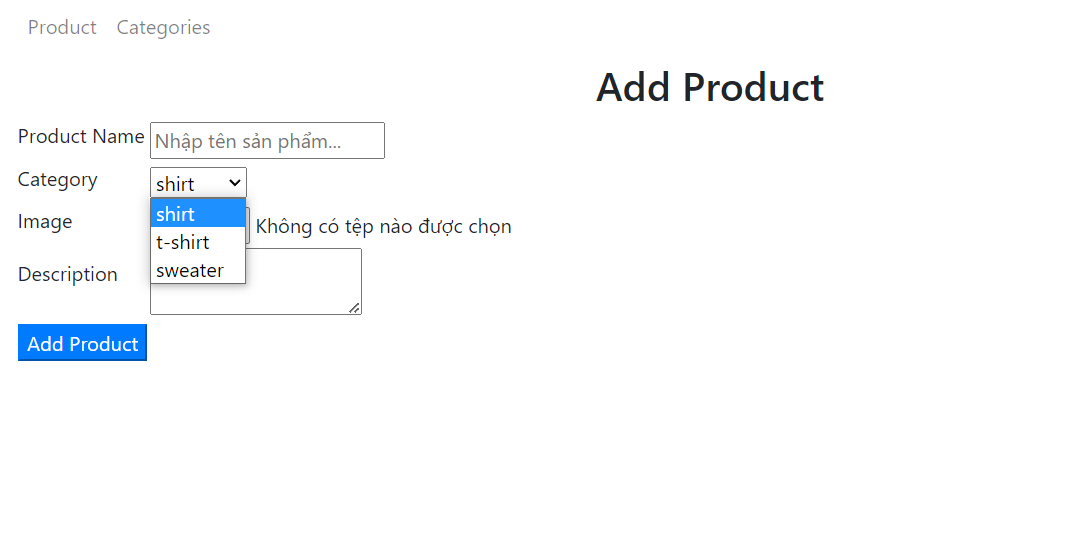 Product Categories
Add Product
Product Name Nhập tên sản phẩm...
Category shirt
shirt
Image Không có tệp nào được chọn
t-shirt
sweater
Description
Add Product